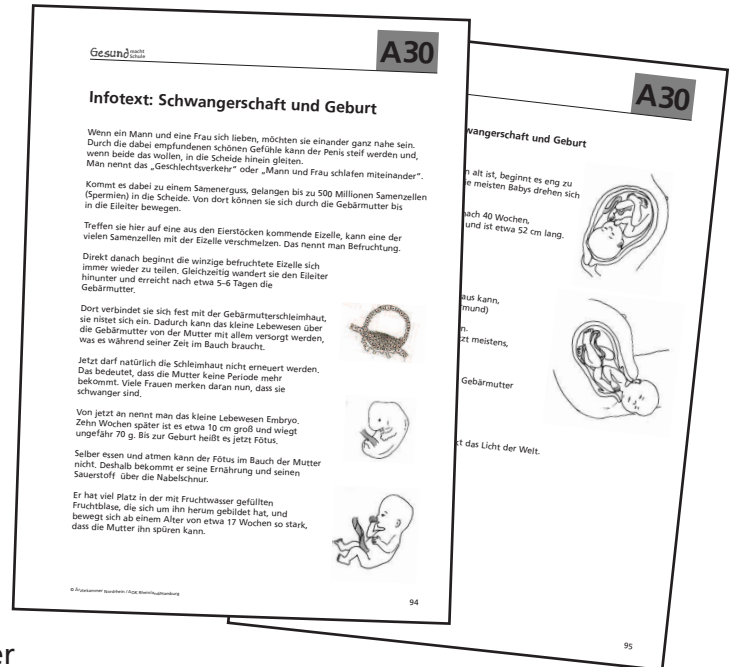 Gesund macht Schule
A30
Infotext: Schwangerschaft und Geburt
Wenn ein Mann und eine Frau sich lieben, möchten sie einander ganz nahe sein.
Durch die dabei empfundenen schönen Gefühle kann der Penis steif werden und,
wenn beide das wollen, in die Scheide hinein gleiten.
Man nennt das „Geschlechtsverkehr“ oder „Mann und Frau schlafen miteinander“.
Kommt es dabei zu einem Samenerguss, gelangen bis zu 500 Millionen Samenzellen
(Spermien) in die Scheide. Von dort können sie sich durch die Gebärmutter bis
in die Eileiter bewegen.
Treffen sie hier auf eine aus den Eierstöcken kommende Eizelle, kann eine der
vielen Samenzellen mit der Eizelle verschmelzen. Das nennt man Befruchtung.
Direkt danach beginnt die winzige befruchtete Eizelle sich
immer wieder zu teilen. Gleichzeitig wandert sie den Eileiter
hinunter und erreicht nach etwa 5–6 Tagen die
Gebärmutter.
Dort verbindet sie sich fest mit der Gebärmutterschleimhaut,
sie nistet sich ein. Dadurch kann das kleine Lebewesen über
die Gebärmutter von der Mutter mit allem versorgt werden,
was es während seiner Zeit im Bauch braucht.
Jetzt darf natürlich die Schleimhaut nicht erneuert werden.
Das bedeutet, dass die Mutter keine Periode mehr
bekommt. Viele Frauen merken daran nun, dass sie
schwanger sind.
Von jetzt an nennt man das kleine Lebewesen Embryo.
Zehn Wochen später ist es etwa 10 cm groß und wiegt
ungefähr 70 g. Bis zur Geburt heißt es jetzt Fötus.
Selber essen und atmen kann der Fötus im Bauch der Mutter
nicht. Deshalb bekommt er seine Ernährung und seinen
Sauerstoff über die Nabelschnur.
Er hat viel Platz in der mit Fruchtwasser gefüllten
Fruchtblase, die sich um ihn herum gebildet hat, und
bewegt sich ab einem Alter von etwa 17 Wochen so stark,
dass die Mutter ihn spüren kann.
© Ärztekammer Nordrhein / AOK Rheinland/Hamburg
94
A30
wangerschaft und Geburt
n alt ist, beginnt es eng zu
ie meisten Babys drehen sich
nach 40 Wochen,
und ist etwa 52 cm lang.
aus kann,
mund)
n.
zt meistens,
Gebärmutter
kt das Licht der Welt.
95
er